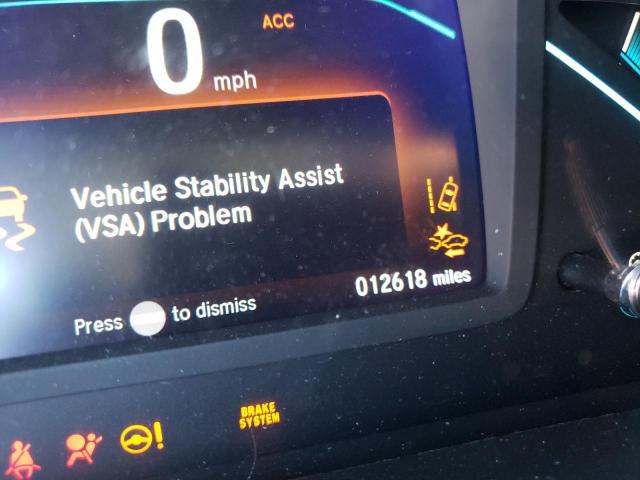 ACC
0 mph
Vehicle Stability Assist
(VSA) Problem
012618 miles
Press to dismiss
BRAKE
SYSTEM
!